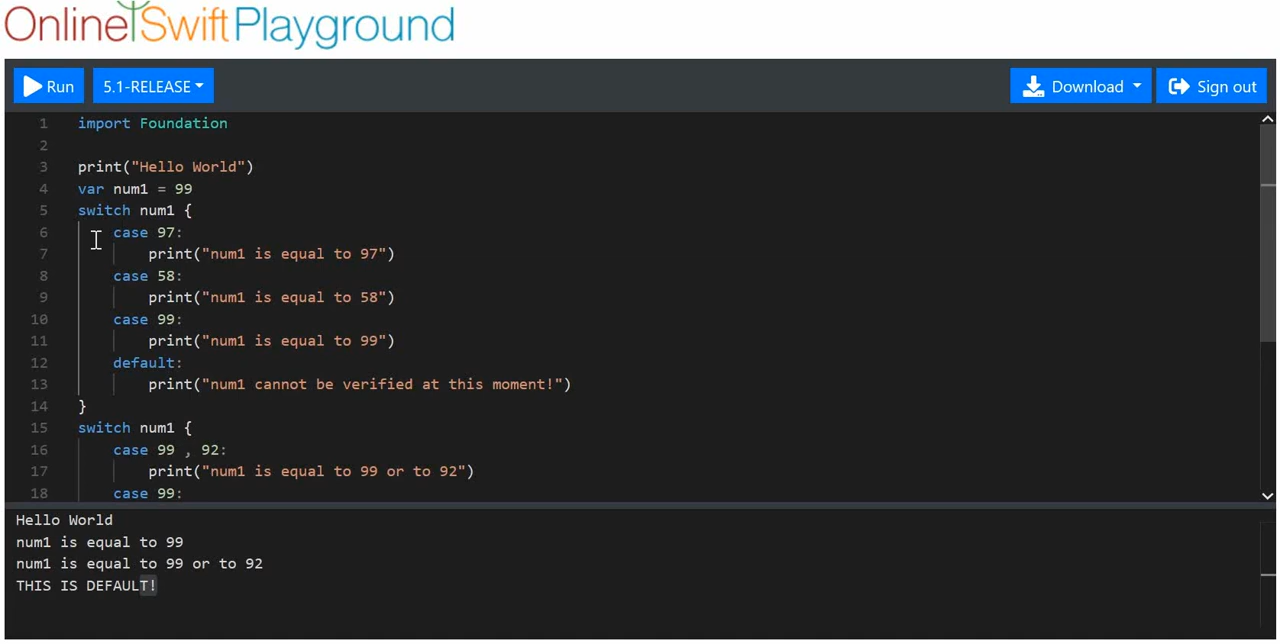 OnlineSwiftPlayground
Run 5.1-RELEASE Download Sign out
1 import Foundation
2
3 print("Hello World")
4 var num1 = 99
5 switch num1 {
6 case 97:
7 print("num1 is equal to 97")
8 case 58:
9 print("num1 is equal to 58")
10 case 99:
11 print("num1 is equal to 99")
12 default:
13 print("num1 cannot be verified at this moment!")
14 }
15 switch num1 {
16 case 99 , 92:
17 print("num1 is equal to 99 or to 92")
18 case 99:
Hello World
num1 is equal to 99
num1 is equal to 99 or to 92
THIS IS DEFAULT!